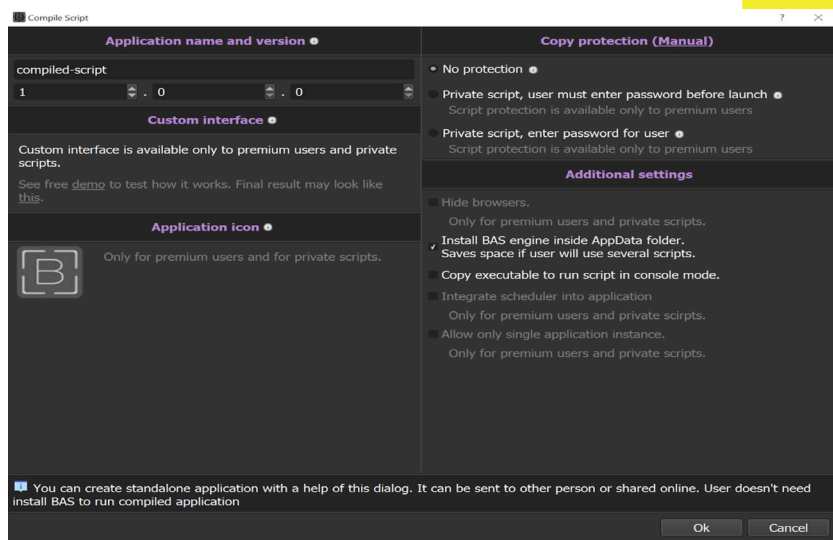 Compile Script
?
Application name and version
compiled-script
1 . 0 . 0
Custom interface
Custom interface is available only to premium users and private
scripts.
See free demo to test how it works. Final result may look like
this.
Application icon
B
Only for premium users and for private scripts.
Copy protection (Manual)
No protection
Private script, user must enter password before launch
Script protection is available only to premium users
Private script, enter password for user
Script protection is available only to premium users
Additional settings
Hide browsers.
Only for premium users and private scripts.
Install BAS engine inside AppData folder.
Saves space if user will use several scripts.
Copy executable to run script in console mode.
Integrate scheduler into application
Only for premium users and private scirpts.
Allow only single application instance.
Only for premium users and private scripts.
You can create standalone application with a help of this dialog. It can be sent to other person or shared online. User doesn't need
install BAS to run compiled application
Ok
Cancel